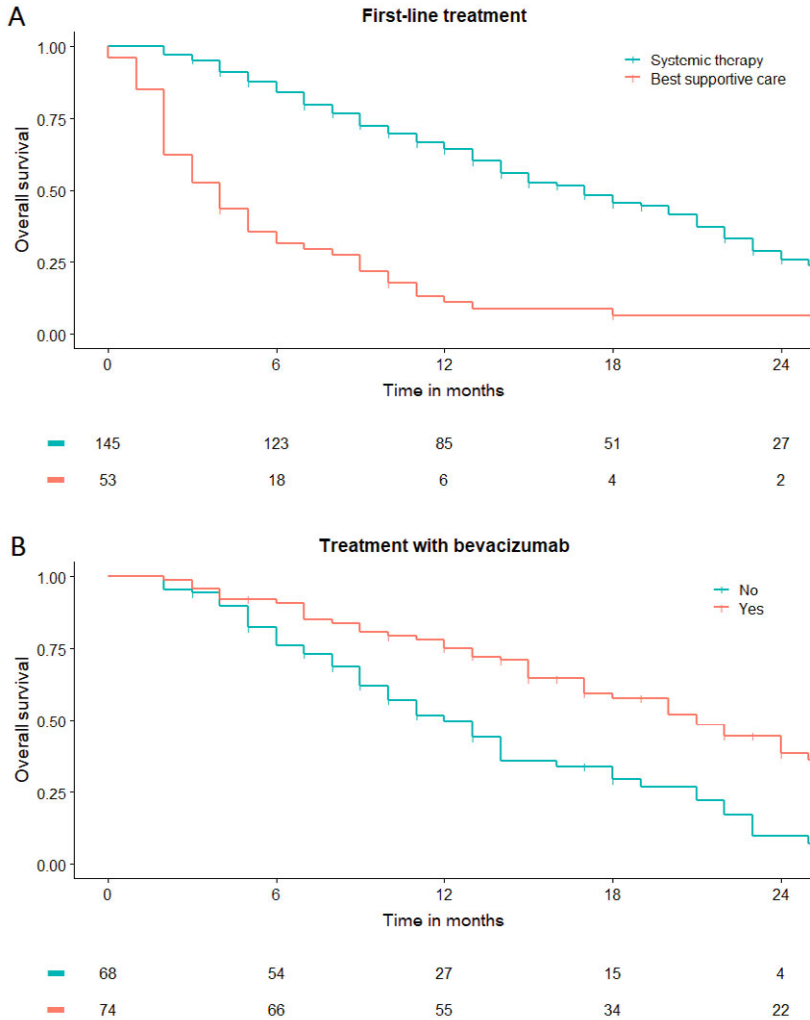 A
First-line treatment
Systemic therapy
Best supportive care
Overall survival
1.00
0.75
0.50
0.25
0.00
0 6 12 18 24
Time in months
145 123 85 51 27
53 18 6 4 2
B
Treatment with bevacizumab
No
Yes
Overall survival
1.00
0.75
0.50
0.25
0.00
0 6 12 18 24
Time in months
68 54 27 15 4
74 66 55 34 22